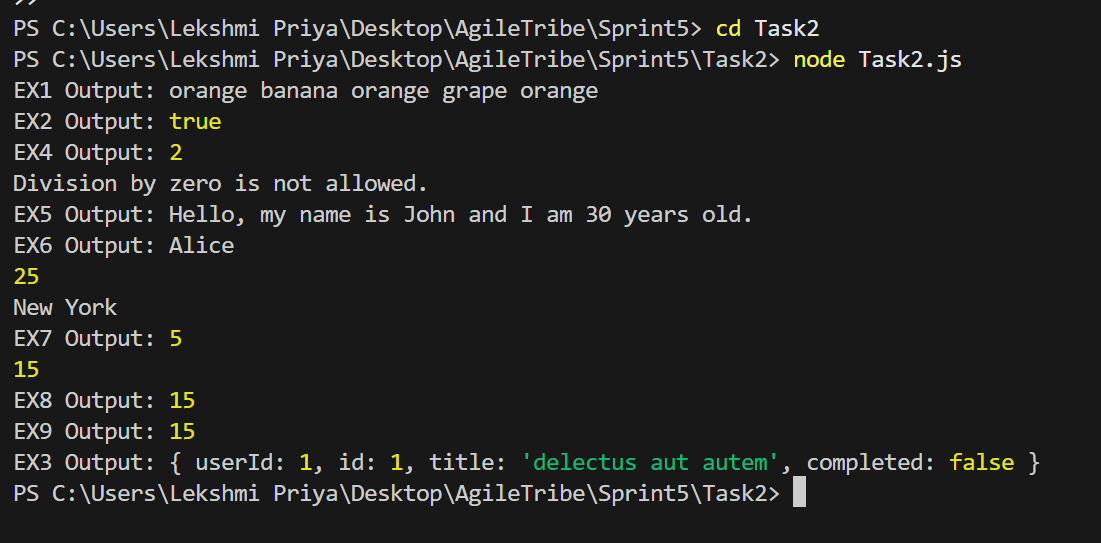 >>
PS C:\Users\Lekshmi Priya\Desktop\AgileTribe\Sprint5> cd Task2
PS C:\Users\Lekshmi Priya\Desktop\AgileTribe\Sprint5\Task2> node Task2.js
EX1 Output: orange banana orange grape orange
EX2 Output: true
EX4 Output: 2
Division by zero is not allowed.
EX5 Output: Hello, my name is John and I am 30 years old.
EX6 Output: Alice
25
New York
EX7 Output: 5
15
EX8 Output: 15
EX9 Output: 15
EX3 Output: { userId: 1, id: 1, title: 'delectus aut autem', completed: false }
PS C:\Users\Lekshmi Priya\Desktop\AgileTribe\Sprint5\Task2>